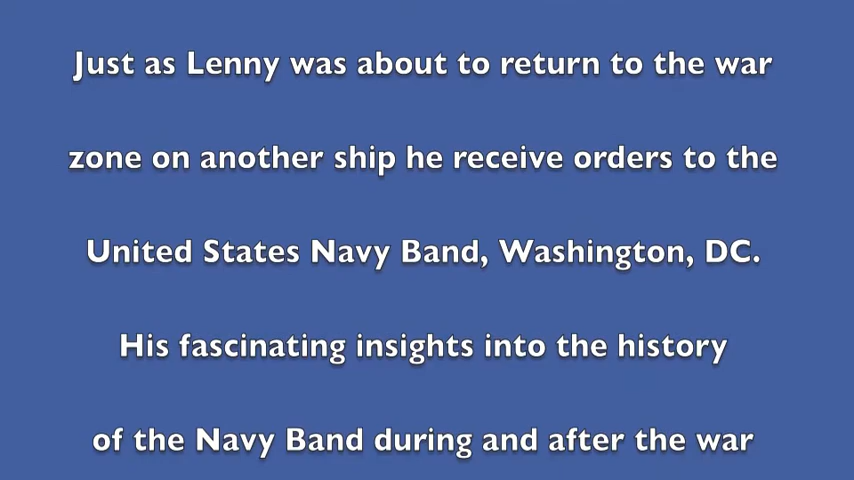 Just as Lenny was about to return to the war
zone on another ship he receive orders to the
United States Navy Band, Washington, DC.
His fascinating insights into the history
of the Navy Band during and after the war